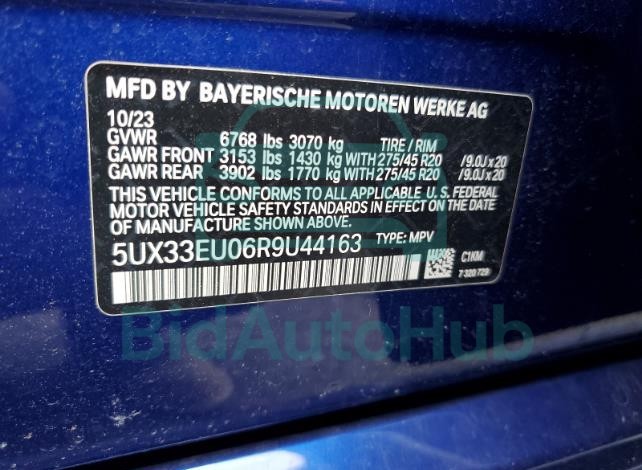 MFD BY BAYERISCHE MOTOREN WERKE AG
10/23
GVWR 6768 lbs 3070 kg TIRE / RIM
GAWR FRONT 3153 lbs 1430 kg WITH 275/45 R20 /9.0J x 20
GAWR REAR 3902 lbs 1770 kg WITH 275/45 R20 /9.0J x 20
THIS VEHICLE CONFORMS TO ALL APPLICABLE U. S. FEDERAL
MOTOR VEHICLE SAFETY STANDARDS IN EFFECT ON THE DATE
OF MANUFACTURE SHOWN ABOVE.
5UX33EU06R9U44163 TYPE: MPV
C1KM
7 320 729
BidAutoHub